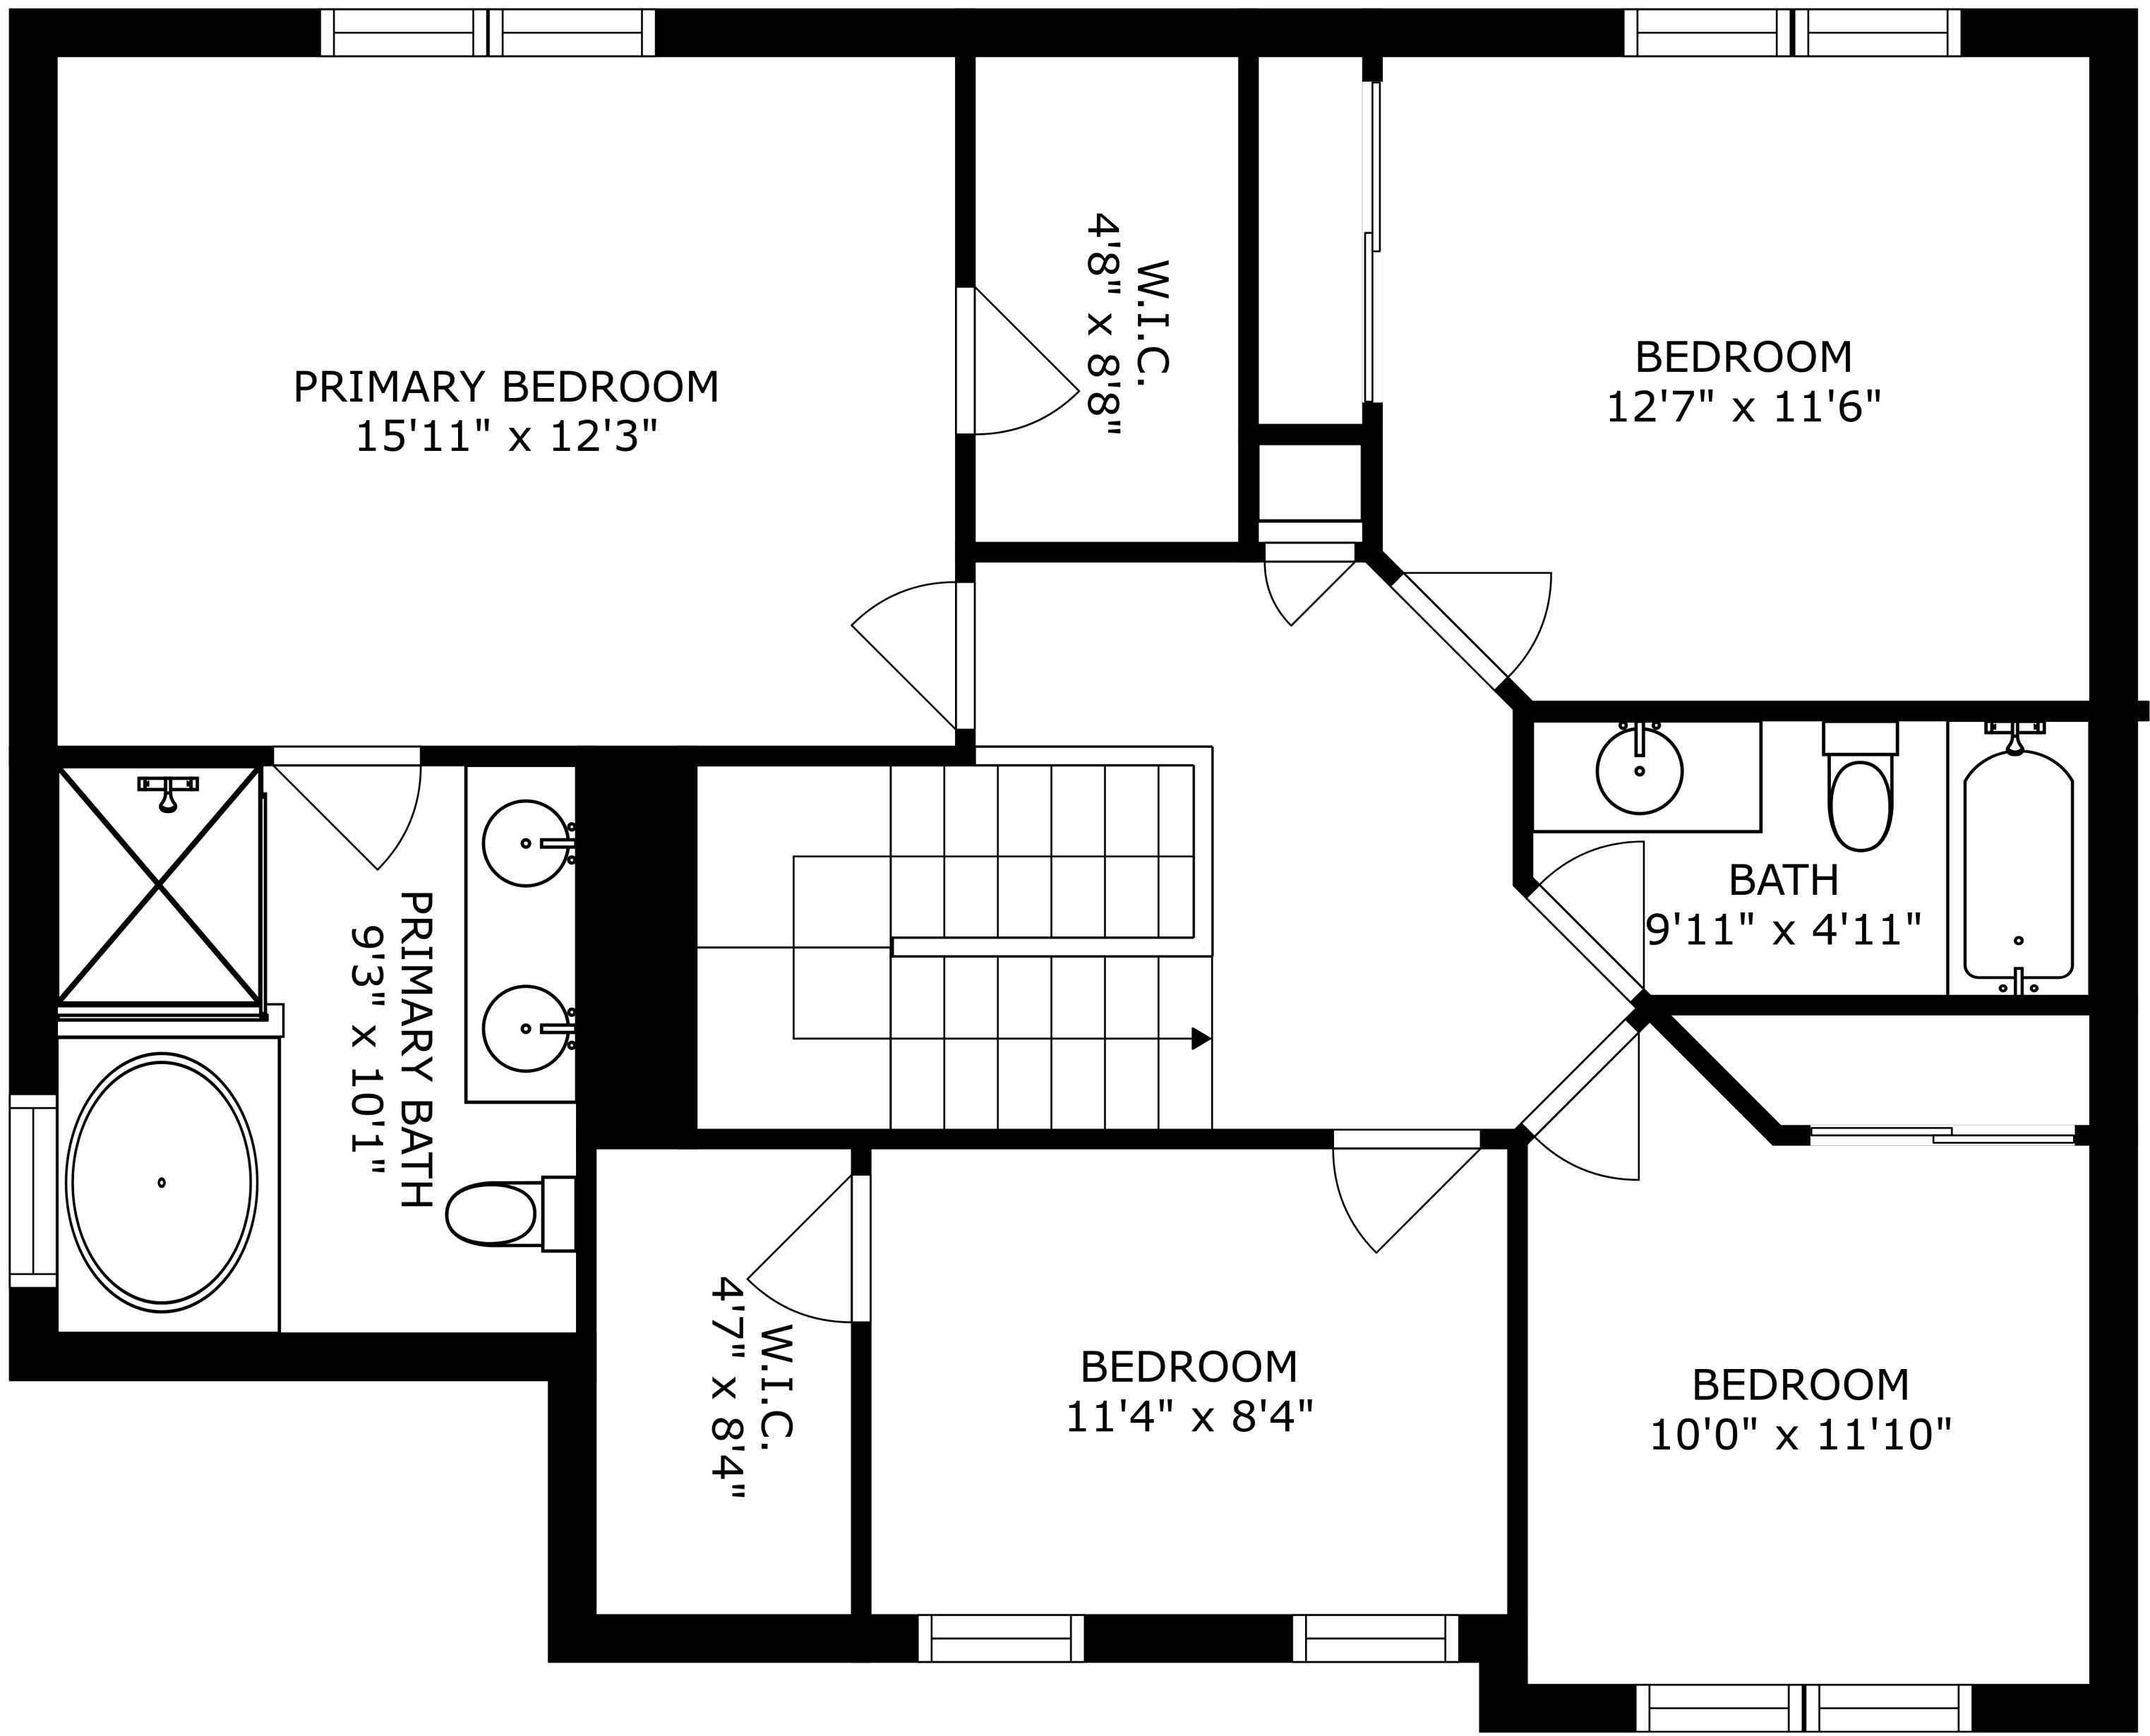 PRIMARY BEDROOM
15'11" x 12'3"
W.I.C.
4'8" x 8'8"
BEDROOM
12'7" x 11'6"
PRIMARY BATH
9'3" x 10'1"
BATH
9'11" x 4'11"
W.I.C.
4'7" x 8'4"
BEDROOM
11'4" x 8'4"
BEDROOM
10'0" x 11'10"